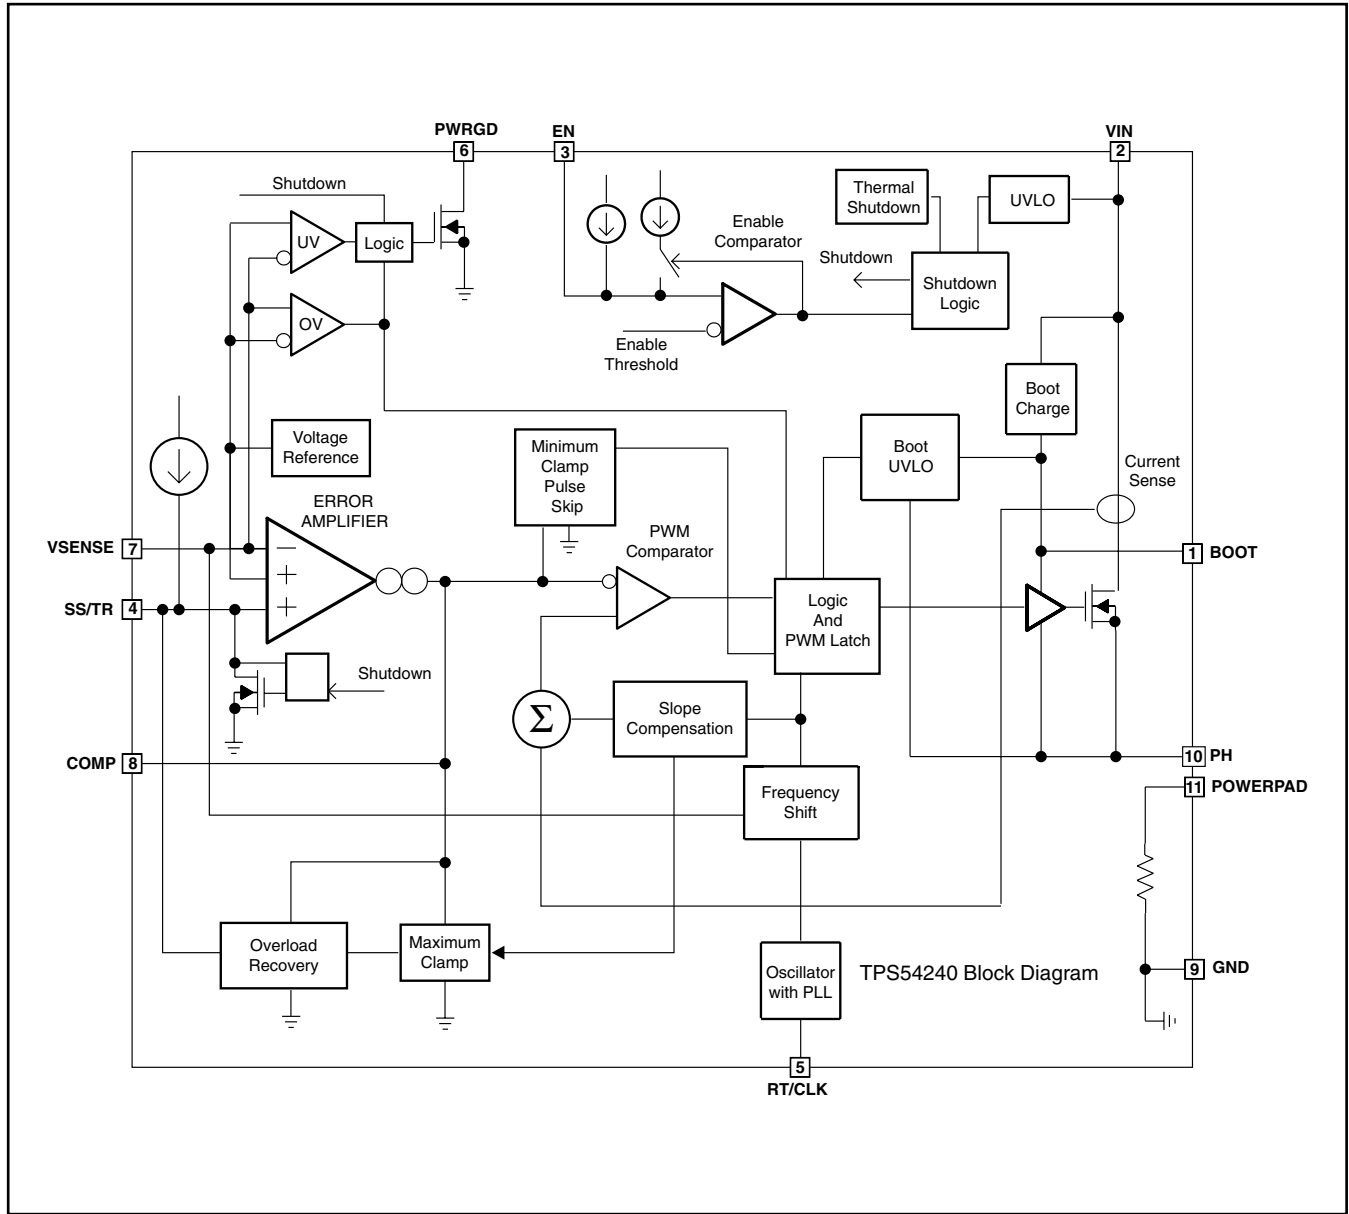 PWRGD
6
EN
3
VIN
2
Shutdown
UV
Logic
OV
Enable
Comparator
Enable
Threshold
Thermal
Shutdown
UVLO
Shutdown
Shutdown
Logic
Boot
Charge
Voltage
Reference
Minimum
Clamp
Pulse
Skip
Boot
UVLO
Current
Sense
ERROR
AMPLIFIER
PWM
Comparator
VSENSE 7
1 BOOT
SS/TR 4
−
+
+
Logic
And
PWM Latch
Shutdown
Σ
Slope
Compensation
COMP 8
10 PH
11 POWERPAD
Frequency
Shift
Overload
Recovery
Maximum
Clamp
Oscillator
with PLL
TPS54240 Block Diagram
9 GND
5
RT/CLK